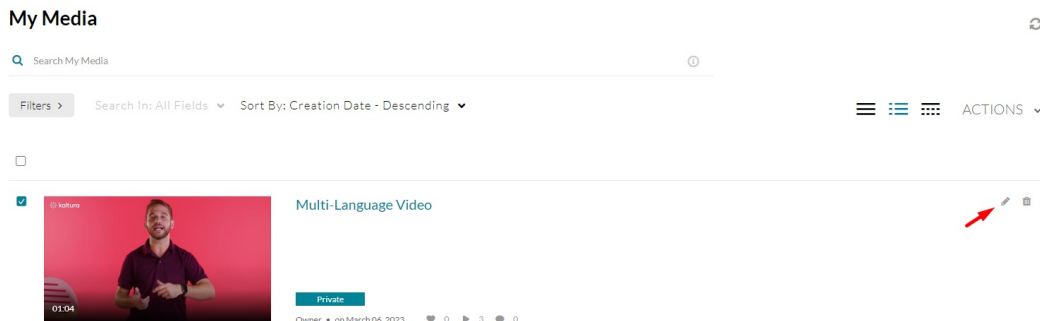 My Media
Search My Media
Filters >
Search In: All Fields
Sort By: Creation Date - Descending
ACTIONS
kaltura
Multi-Language Video
01:04
Private
Owner • on March 06, 2023 0 3 0